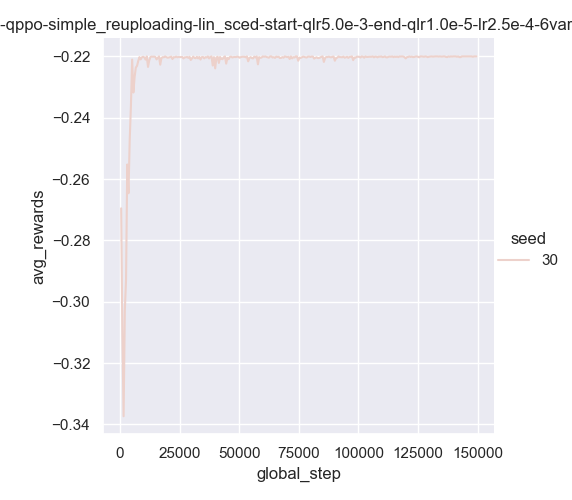 -qppo-simple_reuploading-lin_sced-start-qlr5.0e-3-end-qlr1.0e-5-lr2.5e-4-6var
−0.22
−0.24
−0.26
−0.28
−0.30
−0.32
−0.34
avg_rewards
0 25000 50000 75000 100000 125000 150000
global_step
seed
30